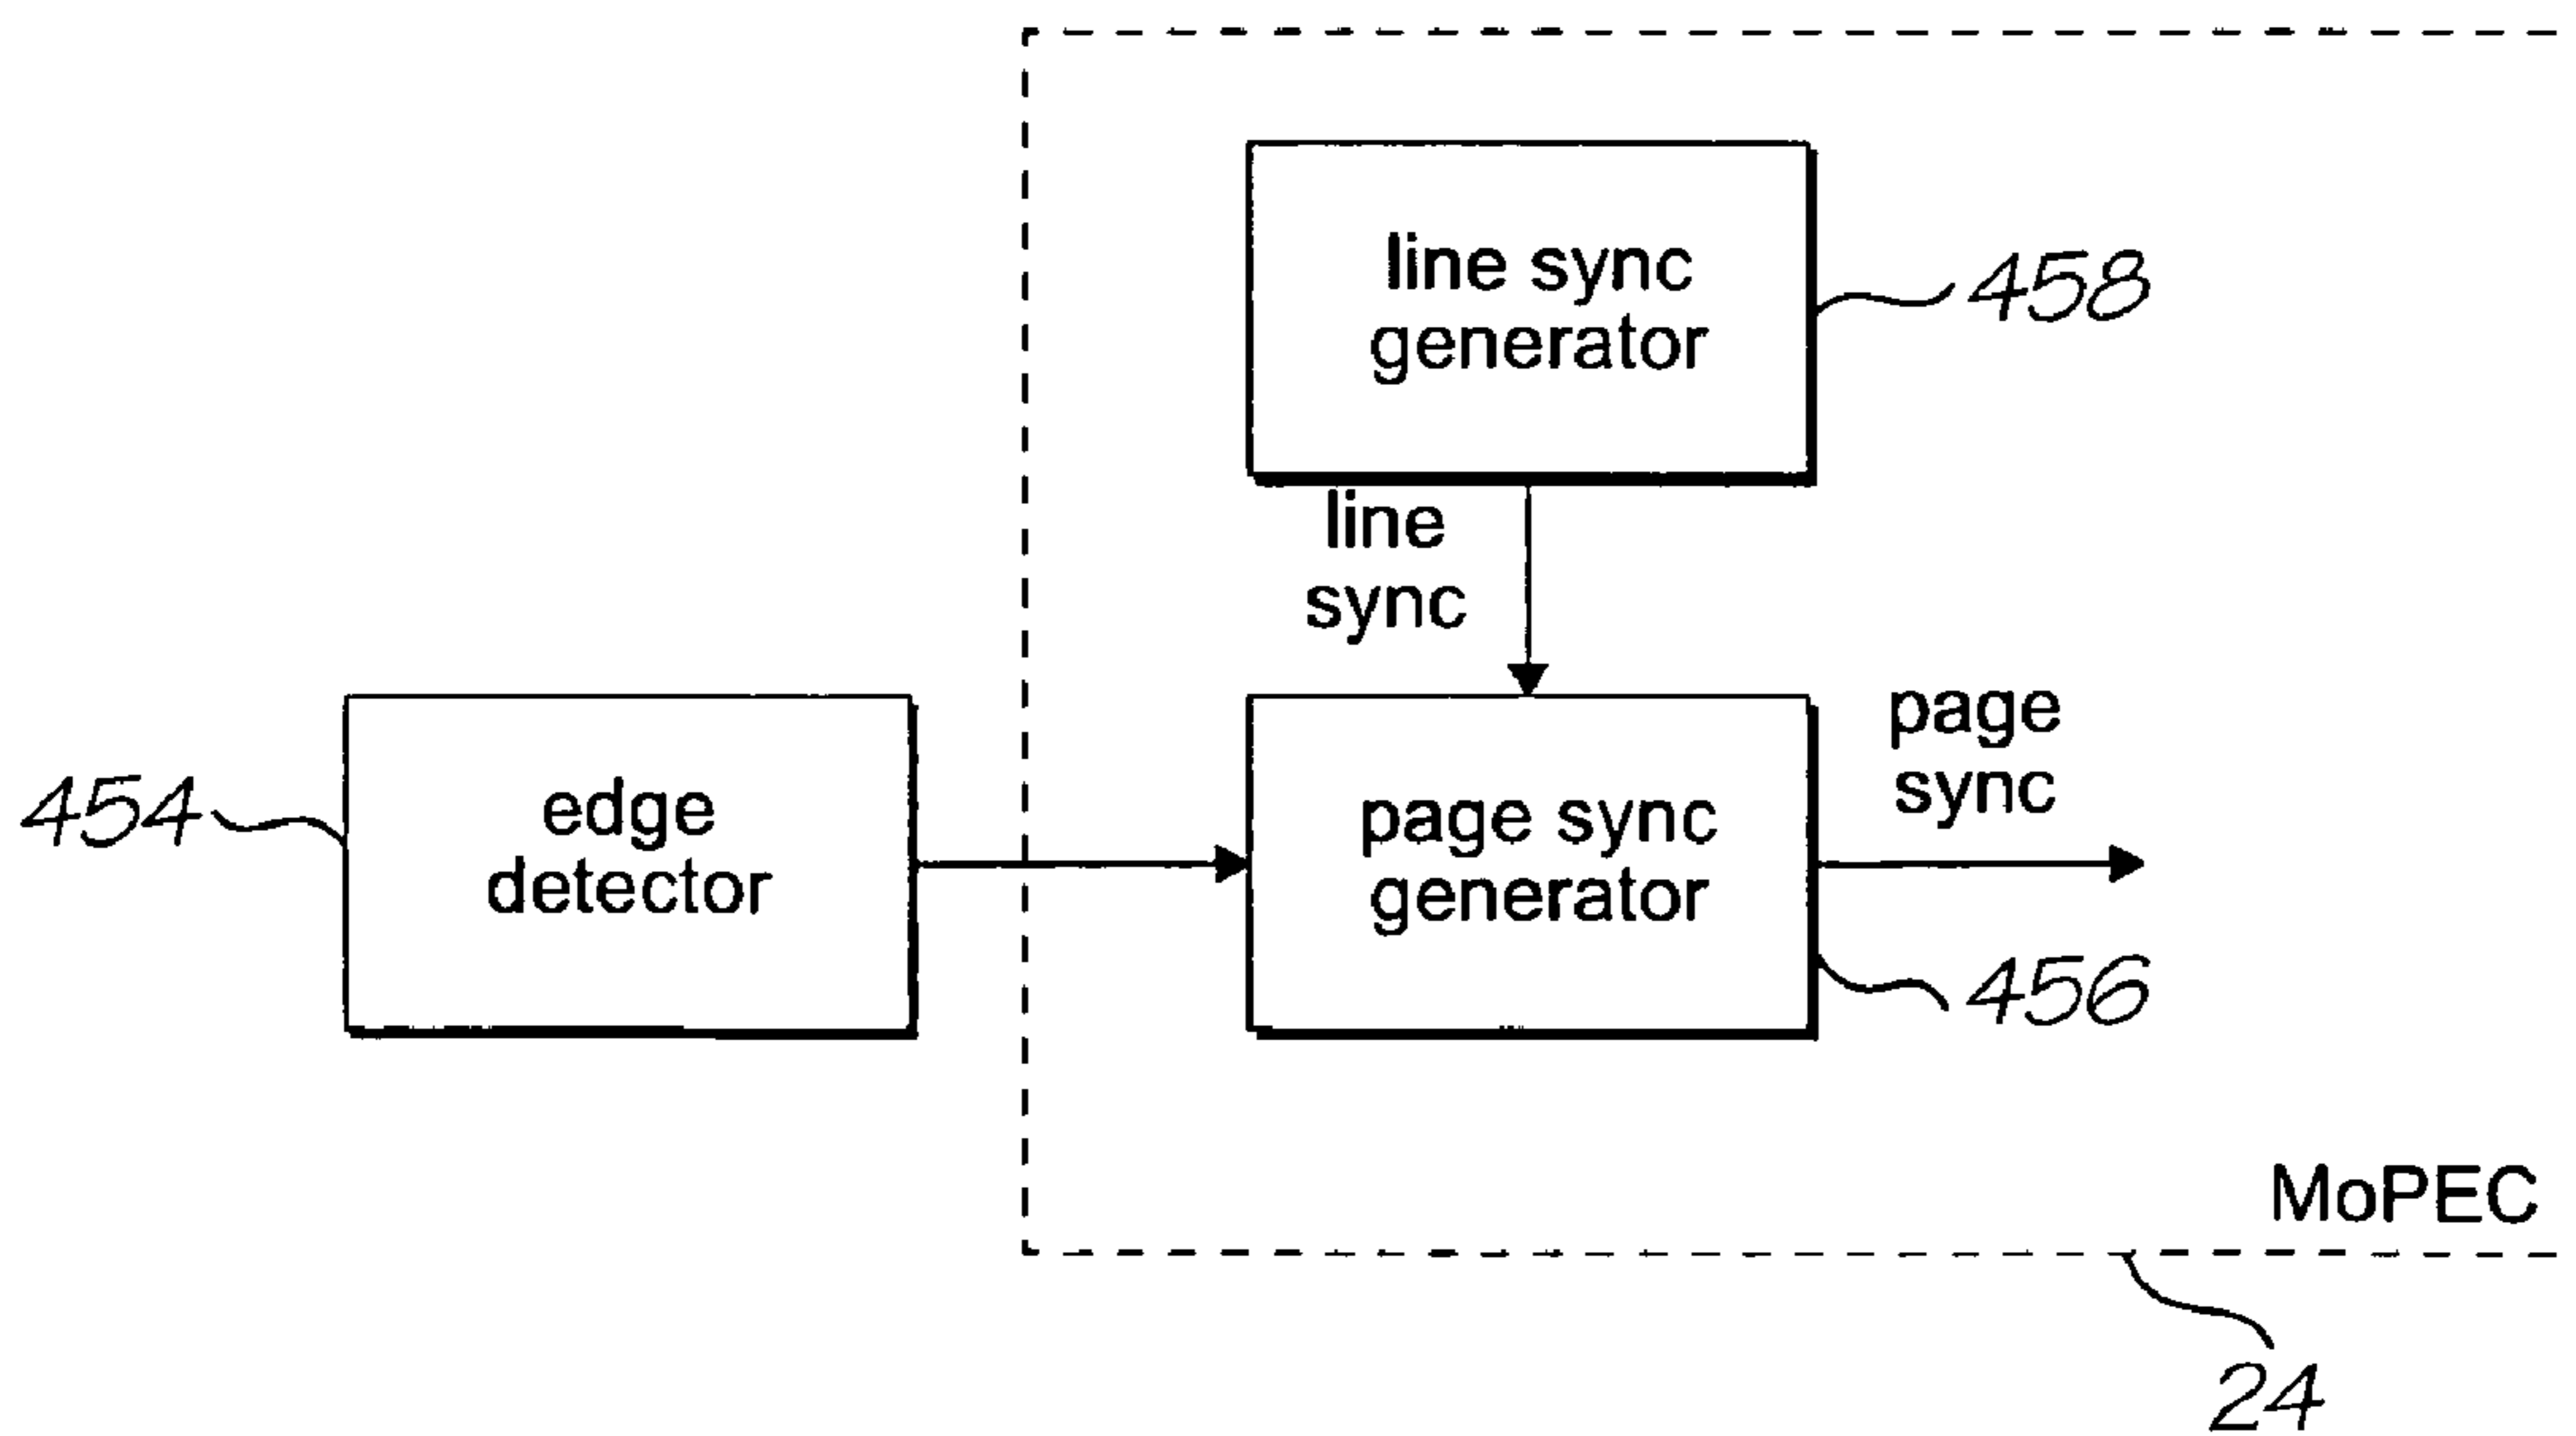 line sync
generator
458
line
sync
page
sync
454
edge
detector
page sync
generator
456
MoPEC
24